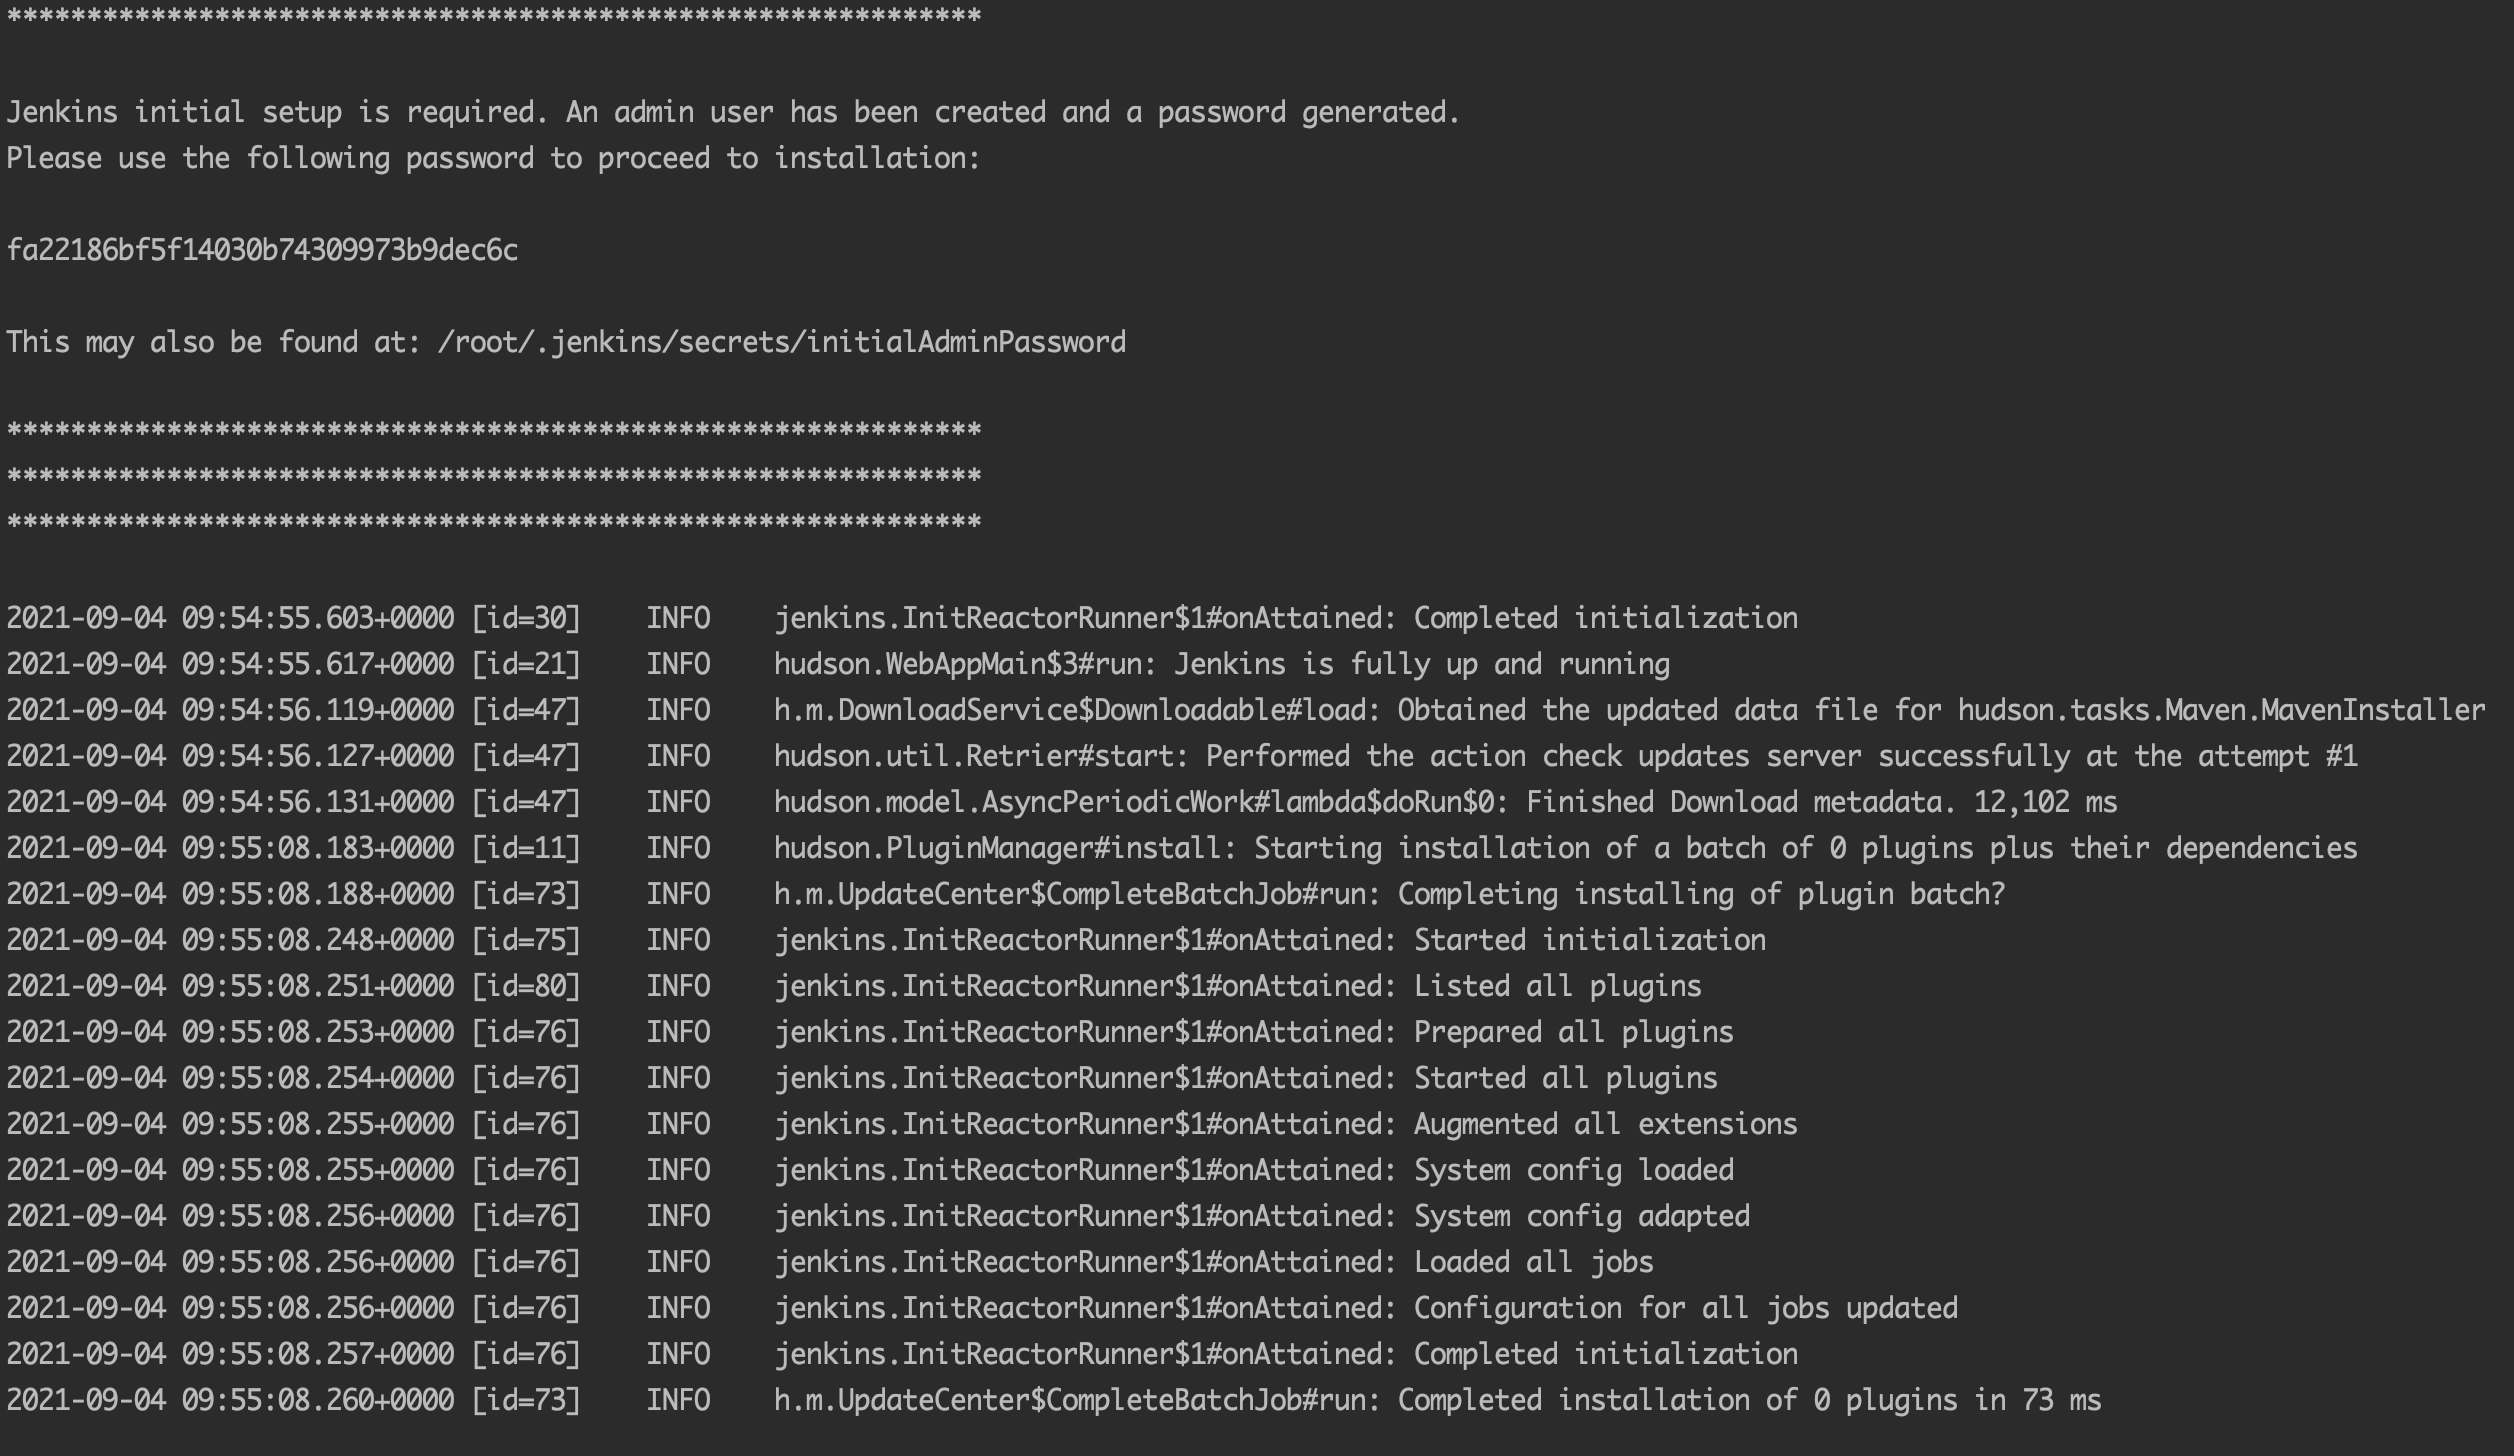 *************************************************************
Jenkins initial setup is required. An admin user has been created and a password generated.
Please use the following password to proceed to installation:
fa22186bf5f14030b74309973b9dec6c
This may also be found at: /root/.jenkins/secrets/initialAdminPassword
*************************************************************
*************************************************************
*************************************************************
2021-09-04 09:54:55.603+0000 [id=30]    INFO    jenkins.InitReactorRunner$1#onAttained: Completed initialization
2021-09-04 09:54:55.617+0000 [id=21]    INFO    hudson.WebAppMain$3#run: Jenkins is fully up and running
2021-09-04 09:54:56.119+0000 [id=47]    INFO    h.m.DownloadService$Downloadable#load: Obtained the updated data file for hudson.tasks.Maven.MavenInstaller
2021-09-04 09:54:56.127+0000 [id=47]    INFO    hudson.util.Retrier#start: Performed the action check updates server successfully at the attempt #1
2021-09-04 09:54:56.131+0000 [id=47]    INFO    hudson.model.AsyncPeriodicWork#lambda$doRun$0: Finished Download metadata. 12,102 ms
2021-09-04 09:55:08.183+0000 [id=11]    INFO    hudson.PluginManager#install: Starting installation of a batch of 0 plugins plus their dependencies
2021-09-04 09:55:08.188+0000 [id=73]    INFO    h.m.UpdateCenter$CompleteBatchJob#run: Completing installing of plugin batch?
2021-09-04 09:55:08.248+0000 [id=75]    INFO    jenkins.InitReactorRunner$1#onAttained: Started initialization
2021-09-04 09:55:08.251+0000 [id=80]    INFO    jenkins.InitReactorRunner$1#onAttained: Listed all plugins
2021-09-04 09:55:08.253+0000 [id=76]    INFO    jenkins.InitReactorRunner$1#onAttained: Prepared all plugins
2021-09-04 09:55:08.254+0000 [id=76]    INFO    jenkins.InitReactorRunner$1#onAttained: Started all plugins
2021-09-04 09:55:08.255+0000 [id=76]    INFO    jenkins.InitReactorRunner$1#onAttained: Augmented all extensions
2021-09-04 09:55:08.255+0000 [id=76]    INFO    jenkins.InitReactorRunner$1#onAttained: System config loaded
2021-09-04 09:55:08.256+0000 [id=76]    INFO    jenkins.InitReactorRunner$1#onAttained: System config adapted
2021-09-04 09:55:08.256+0000 [id=76]    INFO    jenkins.InitReactorRunner$1#onAttained: Loaded all jobs
2021-09-04 09:55:08.256+0000 [id=76]    INFO    jenkins.InitReactorRunner$1#onAttained: Configuration for all jobs updated
2021-09-04 09:55:08.257+0000 [id=76]    INFO    jenkins.InitReactorRunner$1#onAttained: Completed initialization
2021-09-04 09:55:08.260+0000 [id=73]    INFO    h.m.UpdateCenter$CompleteBatchJob#run: Completed installation of 0 plugins in 73 ms